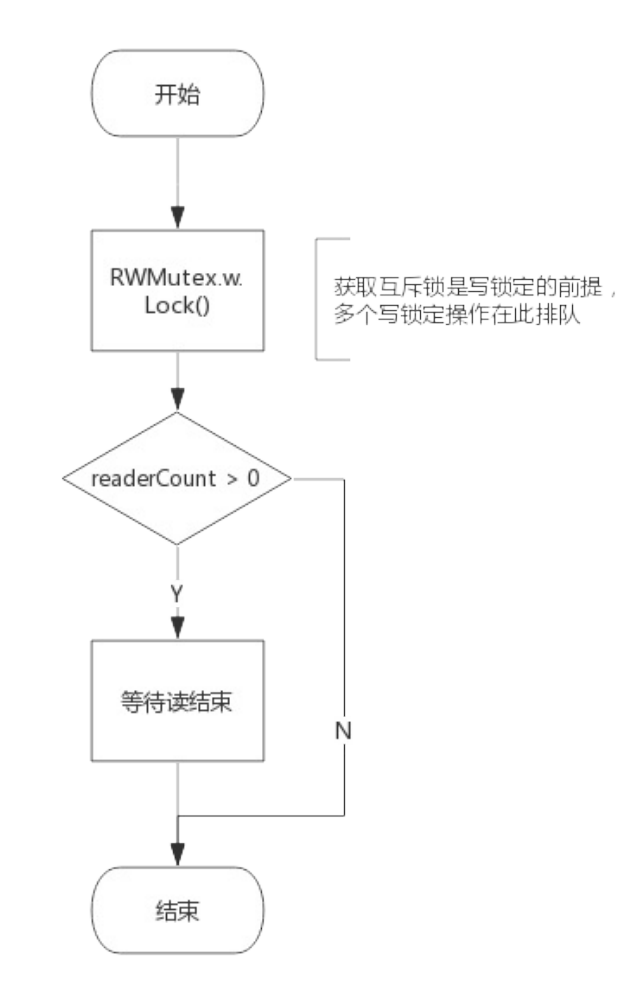 开始
RWMutex.w.
Lock()
获取互斥锁是写锁定的前提，
多个写锁定操作在此排队
readerCount > 0
Y
等待读结束
N
结束